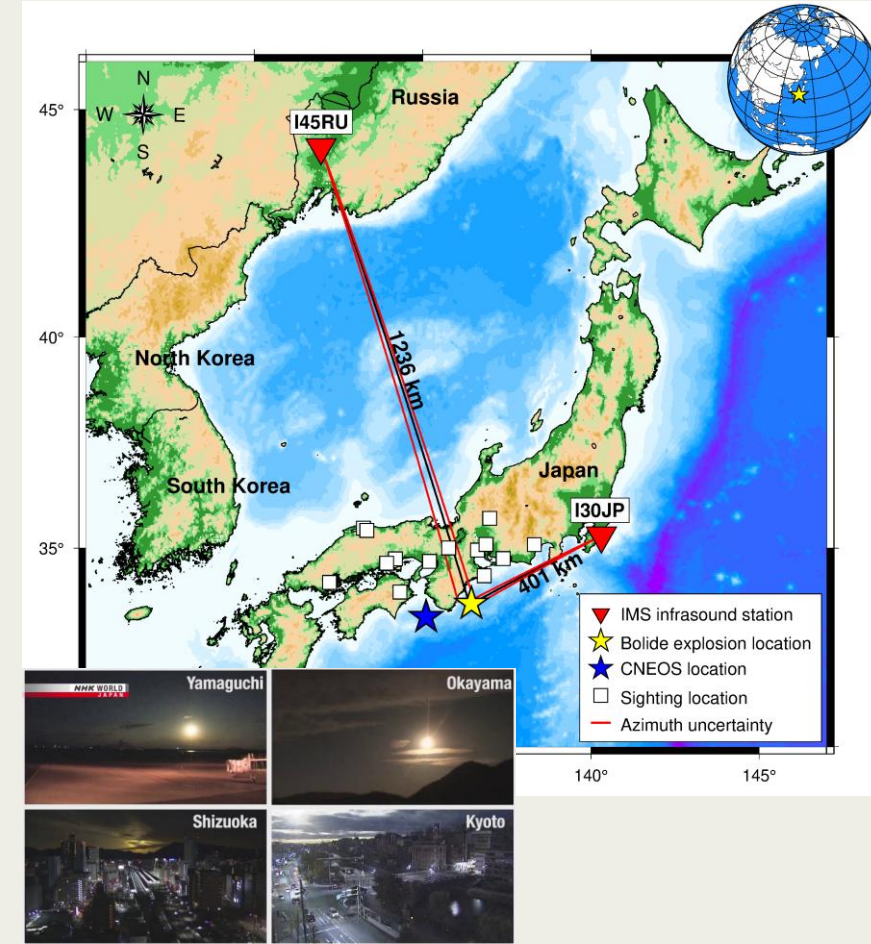 N
W E
S
45°
40°
35°
Russia
I45RU
North Korea
South Korea
1236 km
Japan
I30JP
401 km
IMS infrasound station
Bolide explosion location
CNEOS location
Sighting location
Azimuth uncertainty
140°
145°
NHK WORLD
JAPAN
Yamaguchi
Okayama
Shizuoka
Kyoto